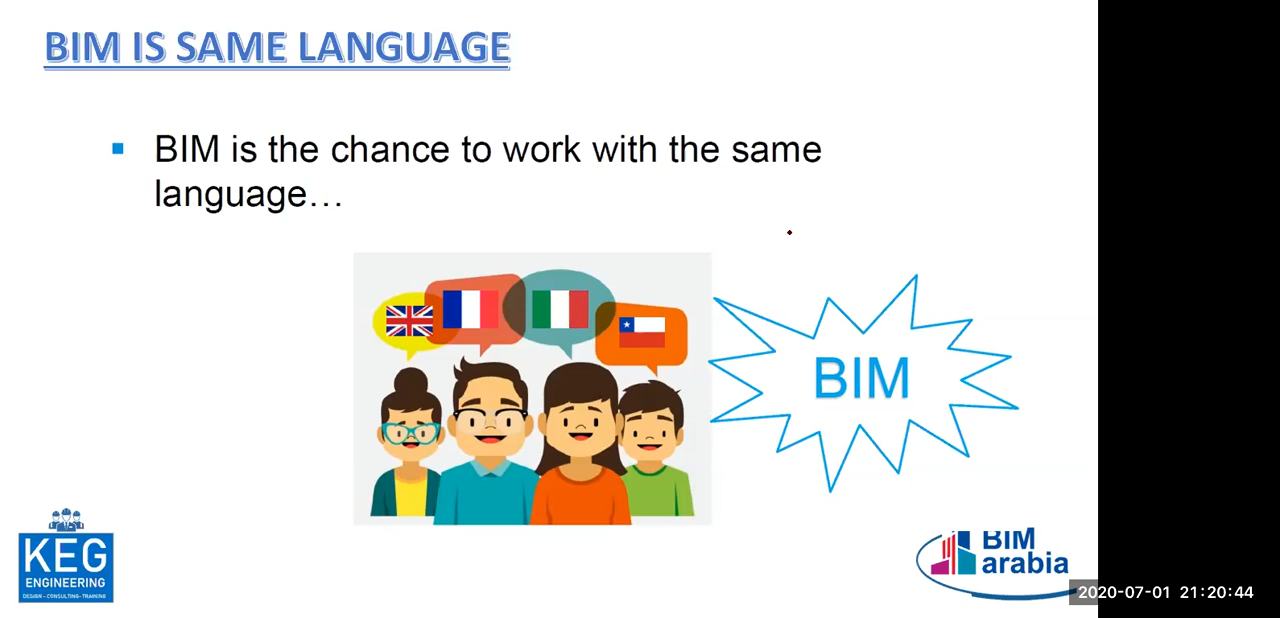 BIM IS SAME LANGUAGE
BIM is the chance to work with the same
language…
BIM
KEG
ENGINEERING
DESIGN – CONSULTING – TRAINING
BIM
arabia
2020-07-01 21:20:44